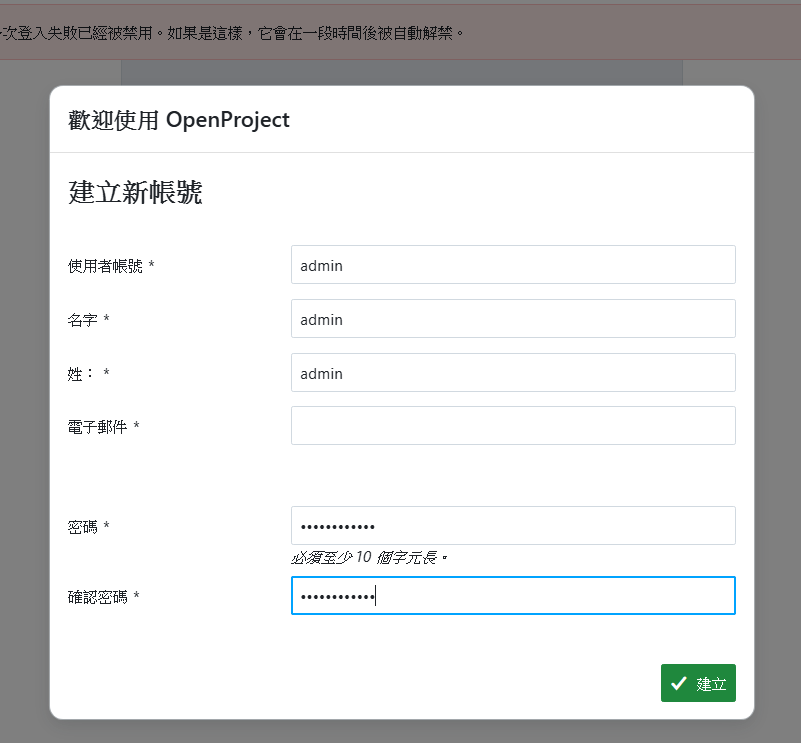 次登入失敗已經被禁用。如果是這樣，它會在一段時間後被自動解禁。
歡迎使用 OpenProject
建立新帳號
使用者帳號 * admin
名字 * admin
姓： * admin
電子郵件 *
密碼 * ••••••••••••
必須至少 10 個字元長。
確認密碼 * ••••••••••••
建立